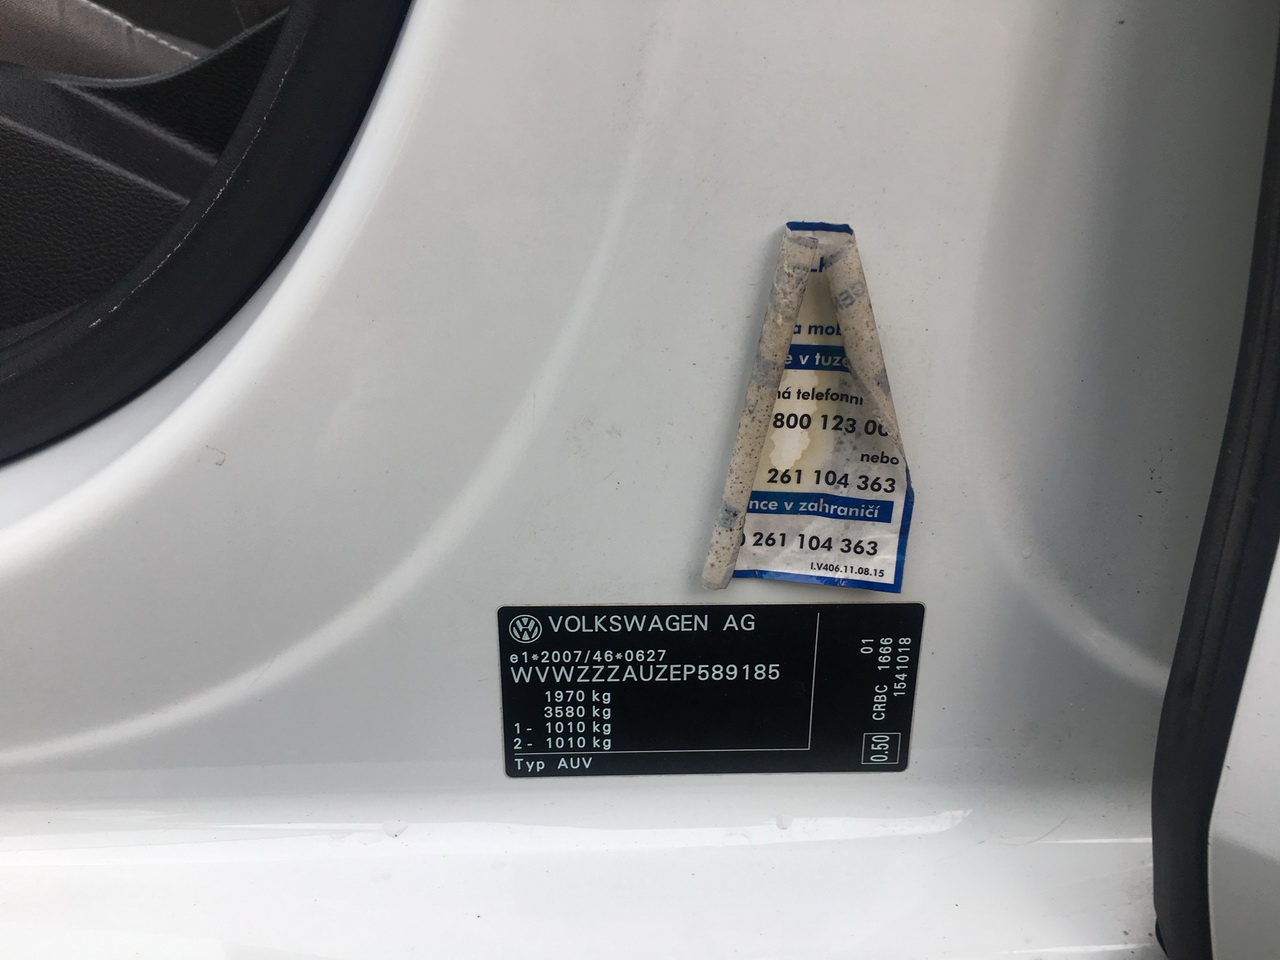 a mob
e v tuze
ná telefonní
800 123 00
nebo
261 104 363
nce v zahraničí
261 104 363
I.V406.11.08.15
VOLKSWAGEN AG
e1*2007/46*0627
WVWZZZAUZEP589185
1970 kg
3580 kg
1- 1010 kg
2- 1010 kg
Typ AUV
01
CRBC 1666
1541018
0.50